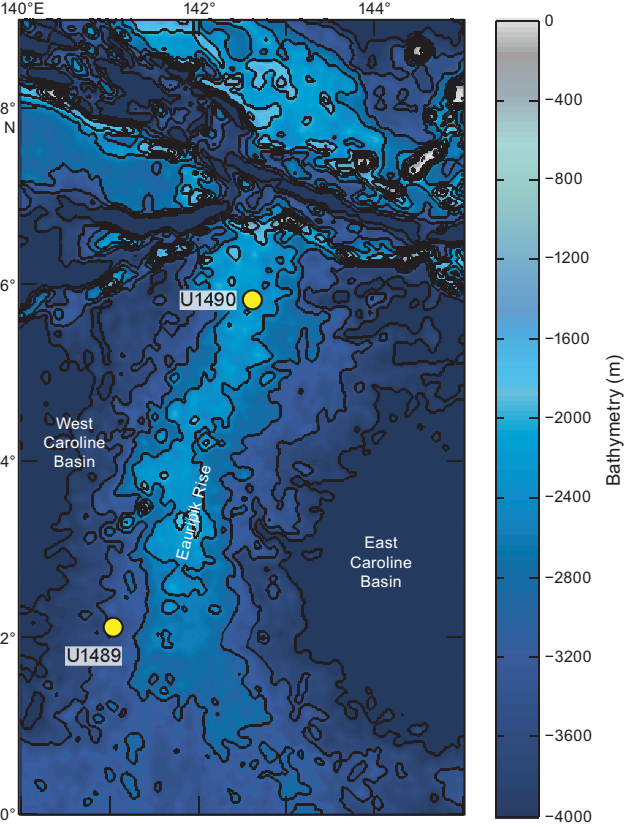 140°E
142°
144°
8°
N
6°
4°
2°
0°
U1490
West
Caroline
Basin
Eauripik Rise
East
Caroline
Basin
U1489
0
−400
−800
−1200
−1600
−2000
−2400
−2800
−3200
−3600
−4000
Bathymetry (m)